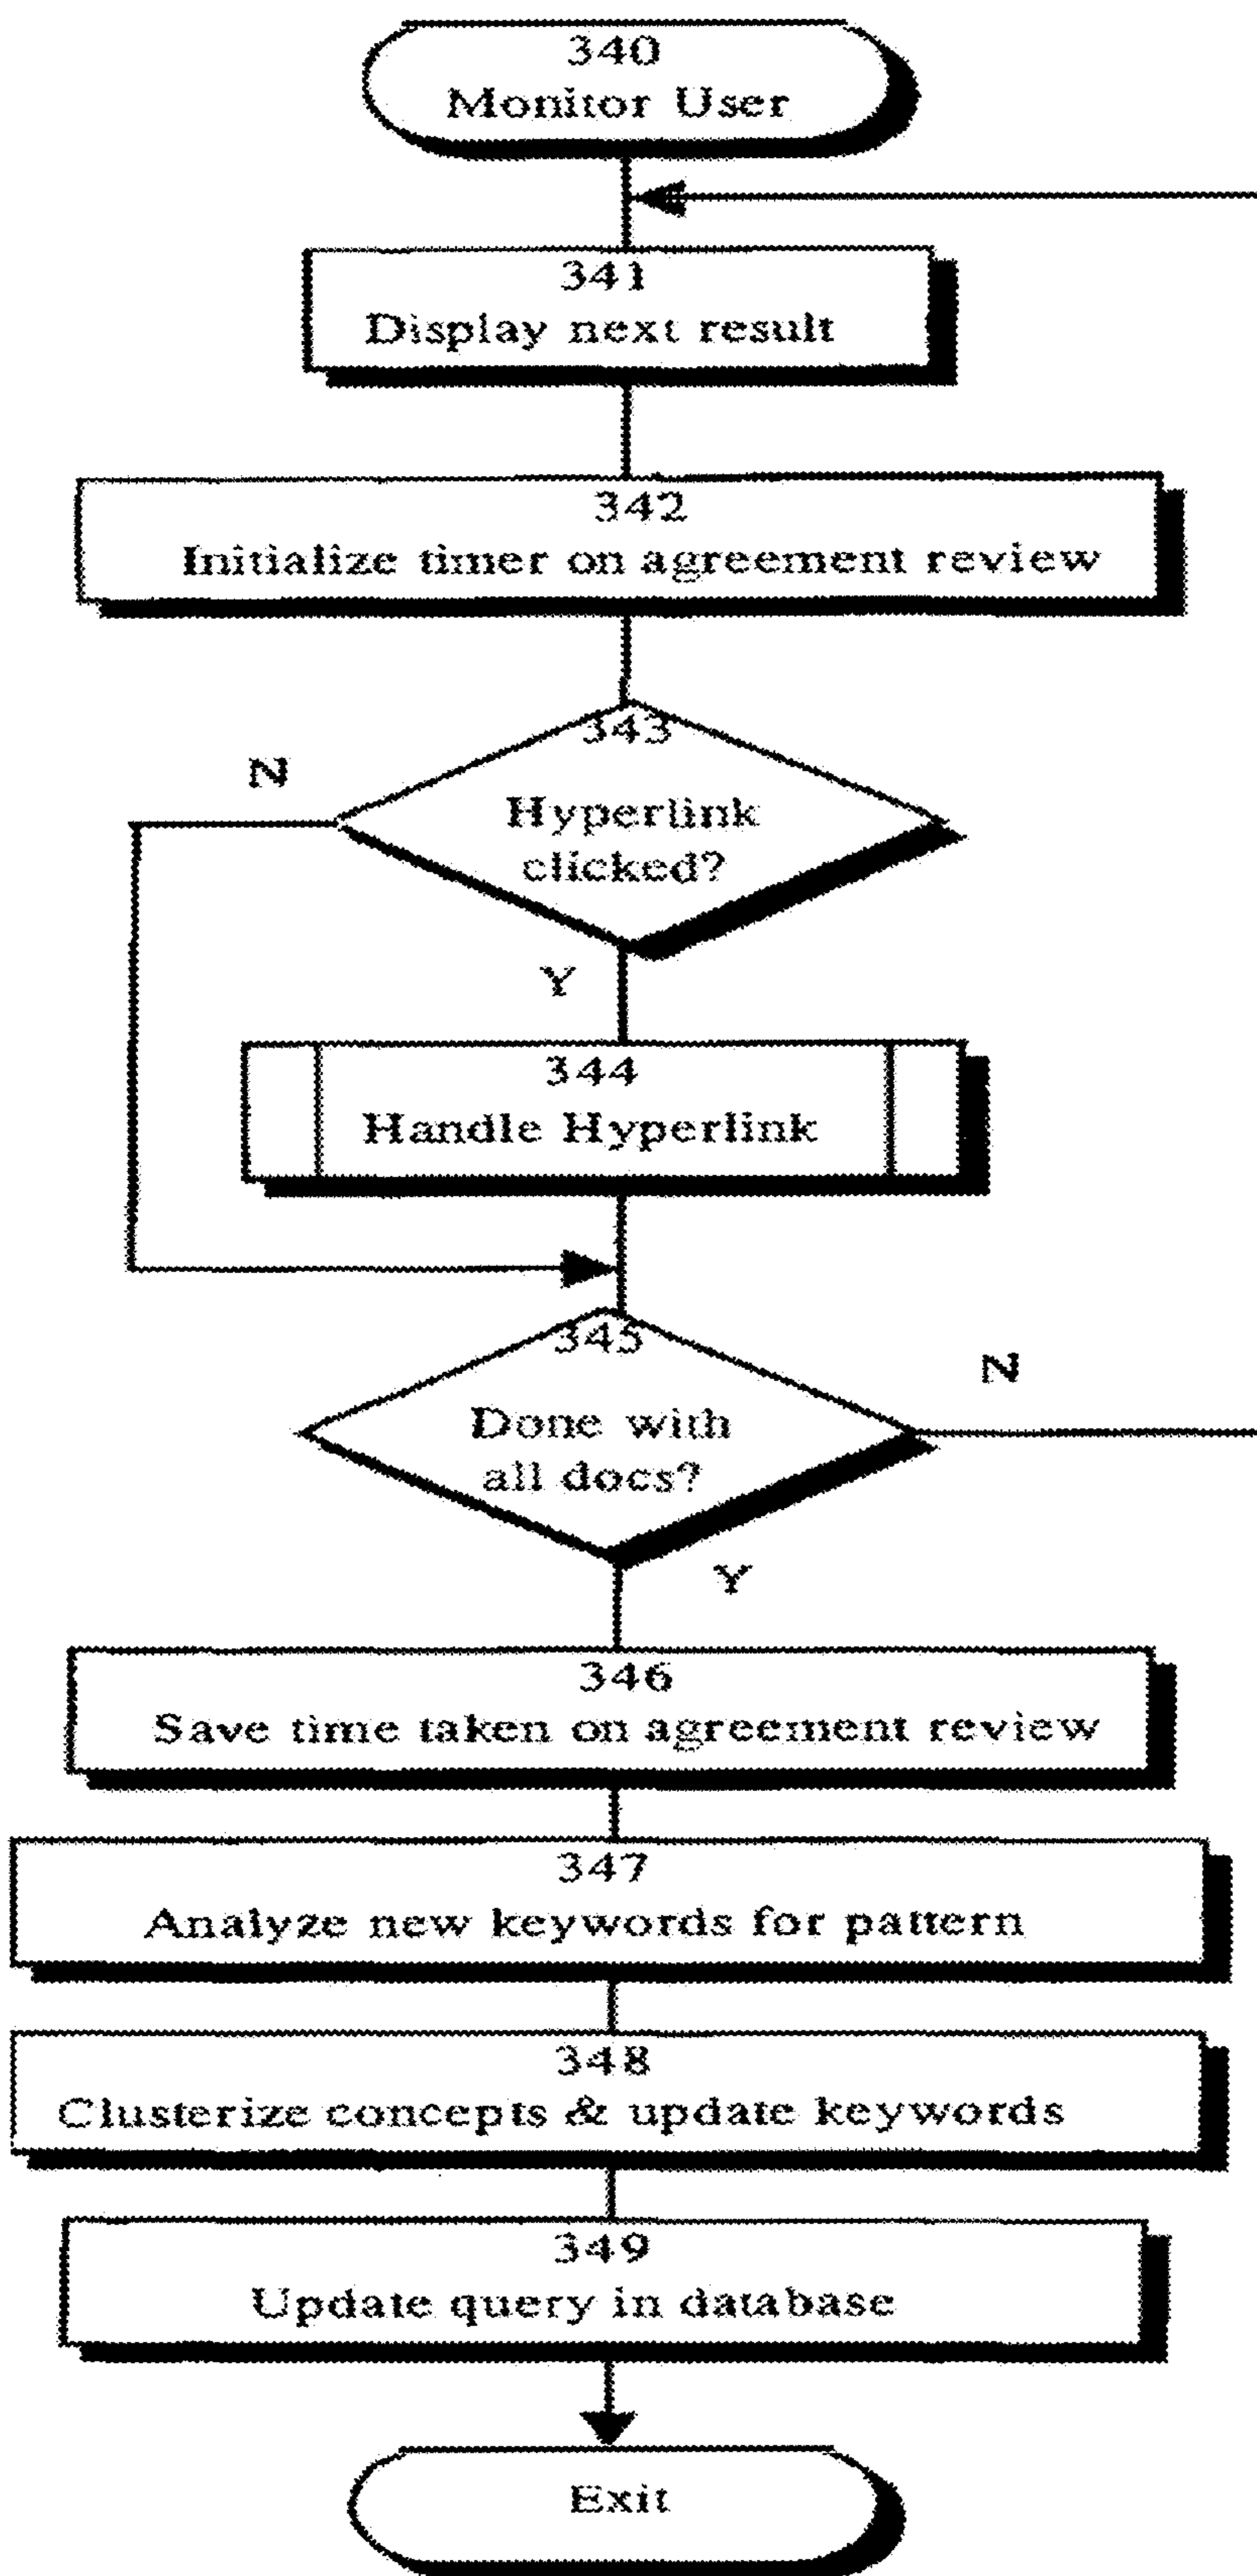 340
Monitor User
341
Display next result
342
Initialize timer on agreement review
343
N
Hyperlink
clicked?
Y
344
Handle Hyperlink
345
N
Done with
all docs?
Y
346
Save time taken on agreement review
347
Analyze new keywords for pattern
348
Clusterize concepts & update keywords
349
Update query in database
Exit